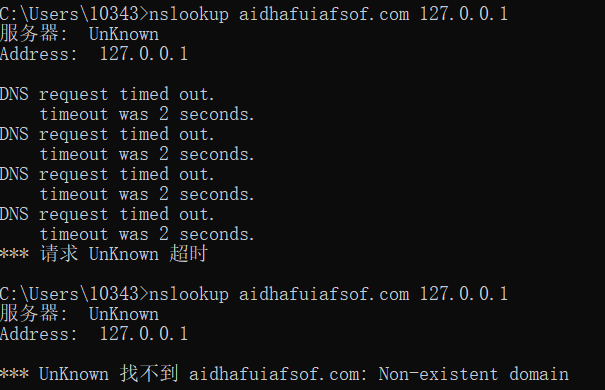 C:\Users\10343>nslookup aidhafuiafsof.com 127.0.0.1
服务器:  UnKnown
Address:  127.0.0.1
DNS request timed out.
    timeout was 2 seconds.
DNS request timed out.
    timeout was 2 seconds.
DNS request timed out.
    timeout was 2 seconds.
DNS request timed out.
    timeout was 2 seconds.
*** 请求 UnKnown 超时
C:\Users\10343>nslookup aidhafuiafsof.com 127.0.0.1
服务器:  UnKnown
Address:  127.0.0.1
*** UnKnown 找不到 aidhafuiafsof.com: Non-existent domain